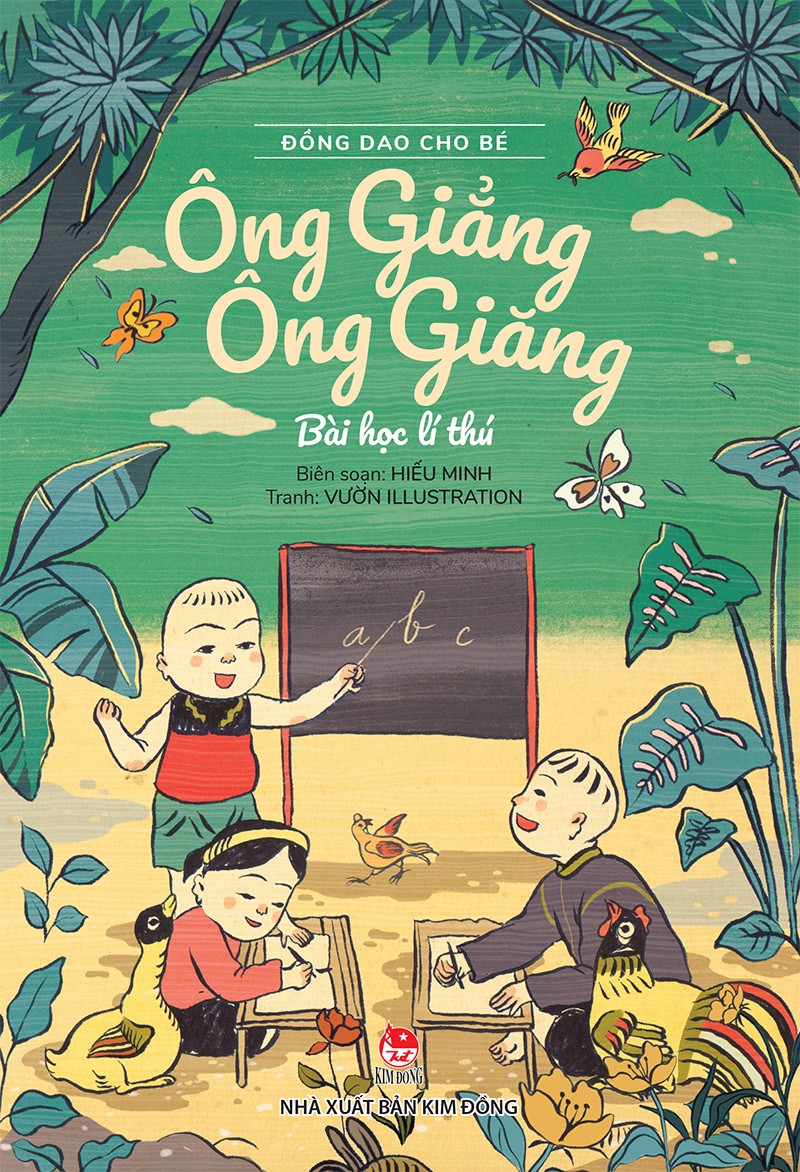 ĐỒNG DAO CHO BÉ
Ông Giẳng
Ông Giăng
Bài học lí thú
Biên soạn: HIẾU MINH
Tranh: VƯỜN ILLUSTRATION
a b c
KIM ĐỒNG
NHÀ XUẤT BẢN KIM ĐỒNG